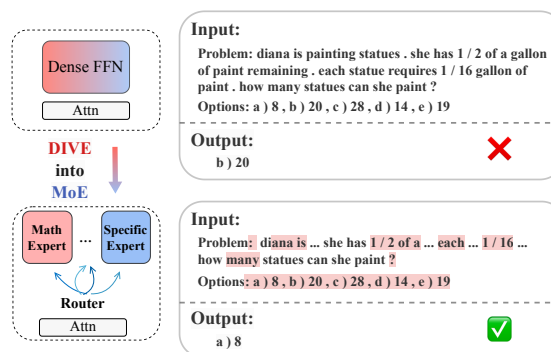 Dense FFN
Attn
DIVE
into
MoE
Math
Expert
...
Specific
Expert
Router
Attn
Input:
Problem: diana is painting statues . she has 1 / 2 of a gallon
of paint remaining . each statue requires 1 / 16 gallon of
paint . how many statues can she paint ?
Options: a ) 8 , b ) 20 , c ) 28 , d ) 14 , e ) 19
Output:
b ) 20
Input:
Problem: diana is ... she has 1 / 2 of a ... each ... 1 / 16 ...
how many statues can she paint ?
Options: a ) 8 , b ) 20 , c ) 28 , d ) 14 , e ) 19
Output:
a ) 8